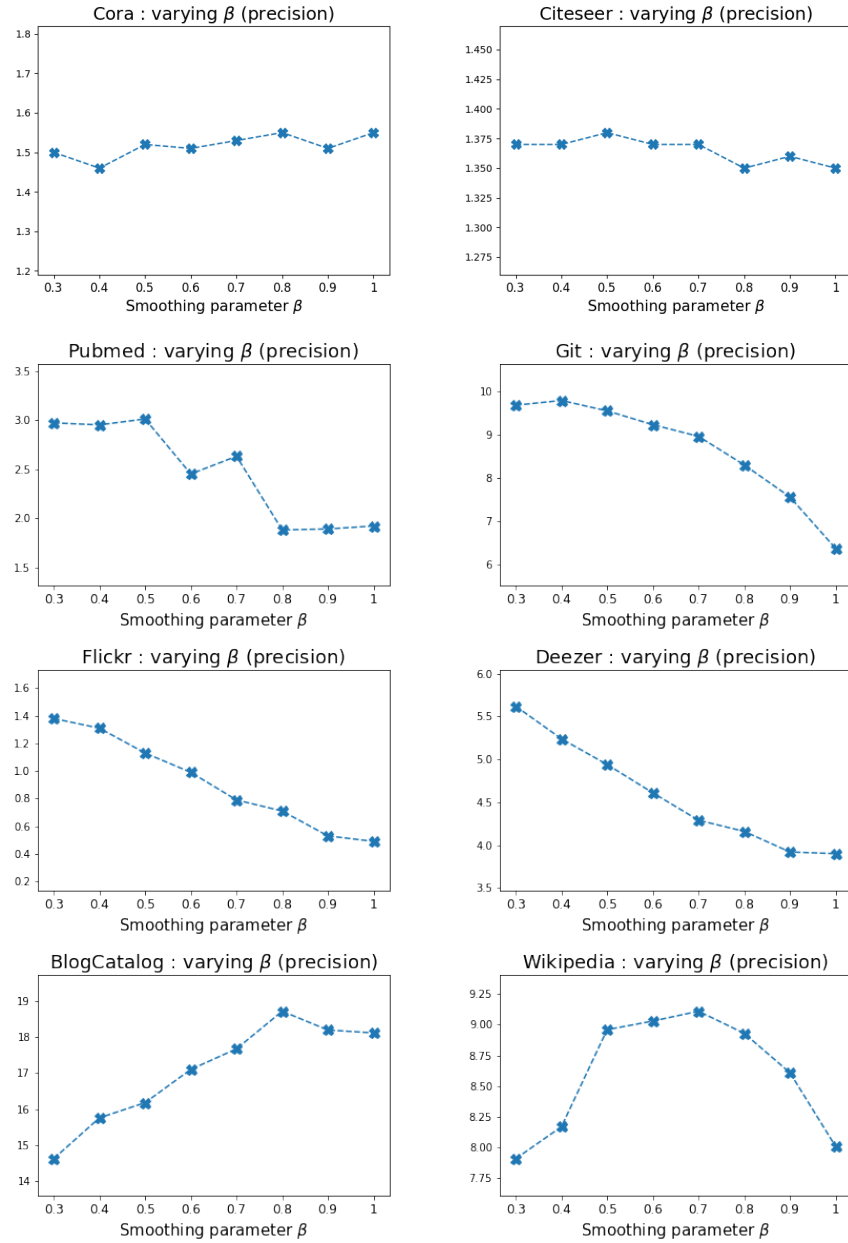 Cora : varying β (precision)
1.8
1.7
1.6
1.5
1.4
1.3
1.2
0.3 0.4 0.5 0.6 0.7 0.8 0.9 1
Smoothing parameter β
Citeseer : varying β (precision)
1.450
1.425
1.400
1.375
1.350
1.325
1.300
1.275
0.3 0.4 0.5 0.6 0.7 0.8 0.9 1
Smoothing parameter β
Pubmed : varying β (precision)
3.5
3.0
2.5
2.0
1.5
0.3 0.4 0.5 0.6 0.7 0.8 0.9 1
Smoothing parameter β
Git : varying β (precision)
10
9
8
7
6
0.3 0.4 0.5 0.6 0.7 0.8 0.9 1
Smoothing parameter β
Flickr : varying β (precision)
1.6
1.4
1.2
1.0
0.8
0.6
0.4
0.2
0.3 0.4 0.5 0.6 0.7 0.8 0.9 1
Smoothing parameter β
Deezer : varying β (precision)
6.0
5.5
5.0
4.5
4.0
3.5
0.3 0.4 0.5 0.6 0.7 0.8 0.9 1
Smoothing parameter β
BlogCatalog : varying β (precision)
19
18
17
16
15
14
0.3 0.4 0.5 0.6 0.7 0.8 0.9 1
Smoothing parameter β
Wikipedia : varying β (precision)
9.25
9.00
8.75
8.50
8.25
8.00
7.75
0.3 0.4 0.5 0.6 0.7 0.8 0.9 1
Smoothing parameter β